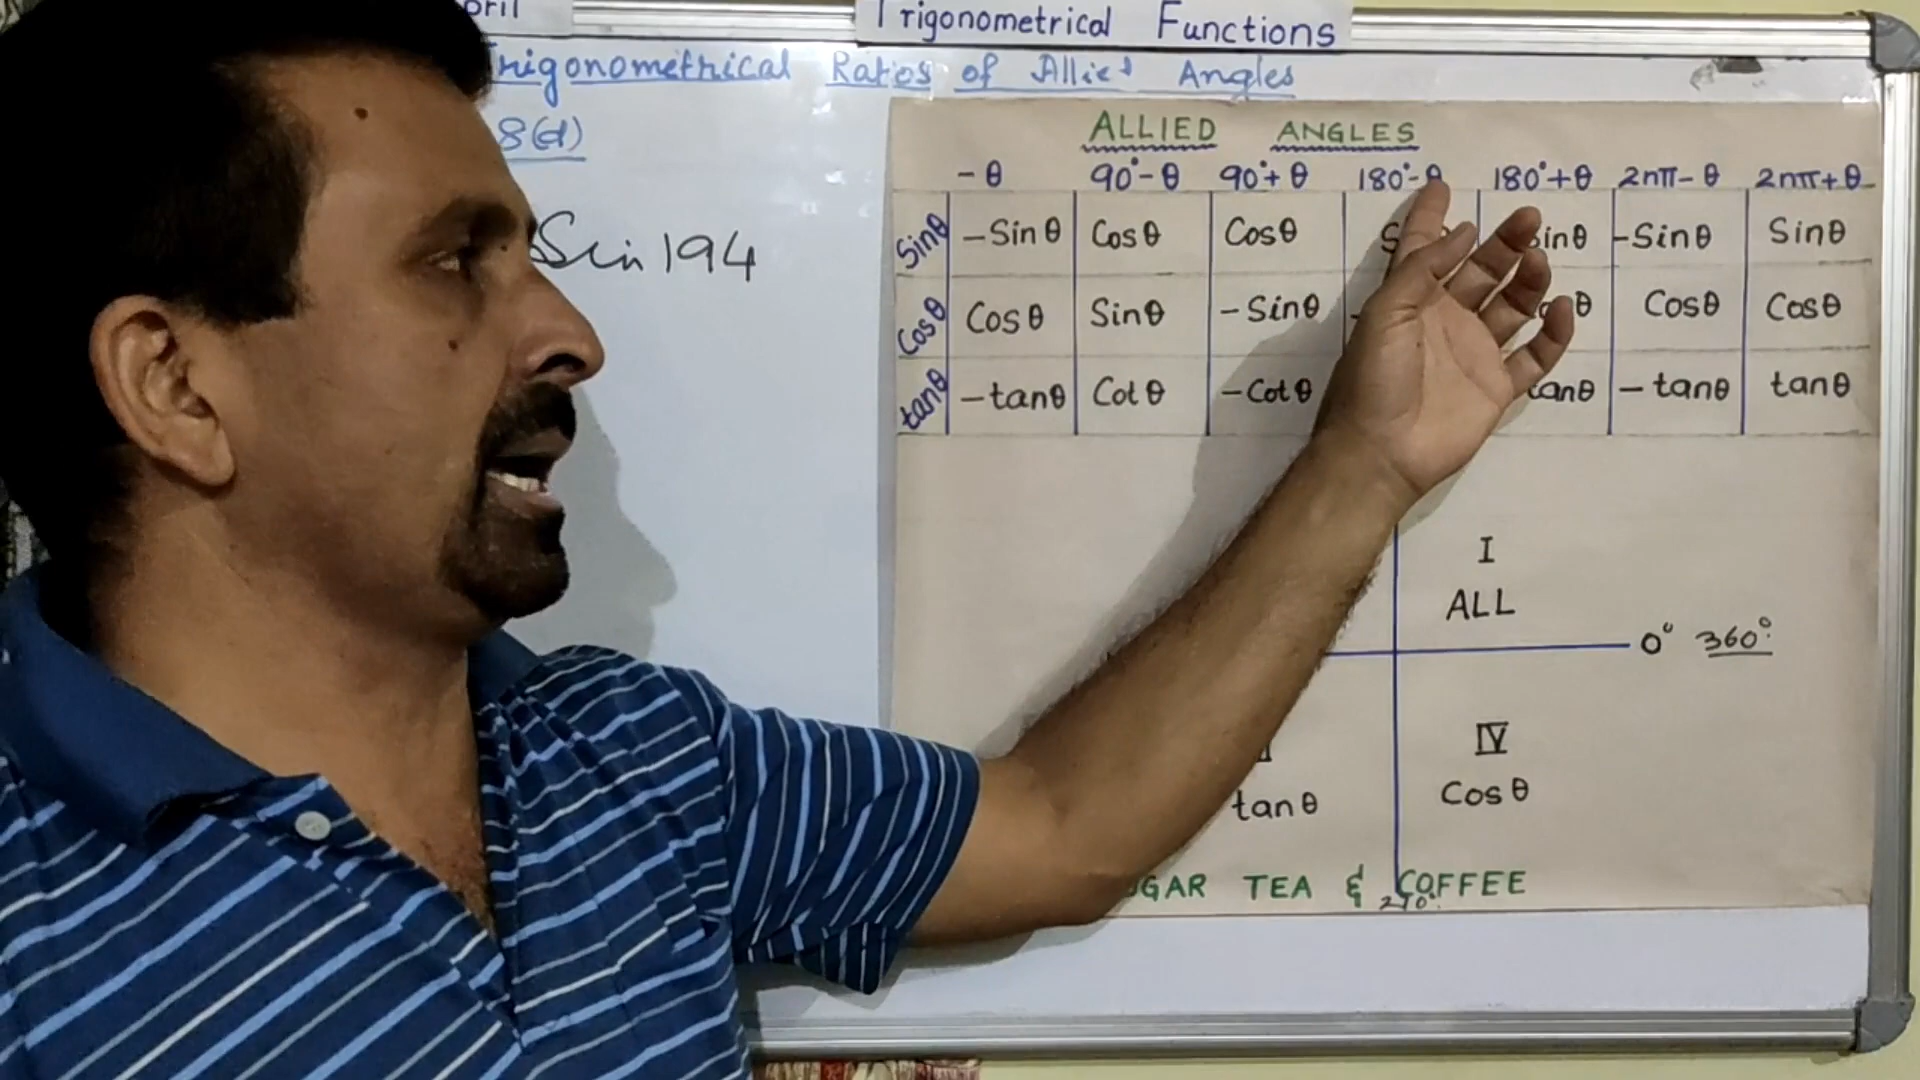 Trigonometrical Functions
Trigonometrical Ratios of Allied Angles
8(d)
Sin 194
ALLIED ANGLES
-θ 90°-θ 90°+θ 180°-θ 180°+θ 2nπ-θ 2nπ+θ
Sinθ -Sinθ Cosθ Cosθ -Sinθ Sinθ
Cosθ Cosθ Sinθ -Sinθ Cosθ Cosθ
tanθ -tanθ Cotθ -Cotθ tanθ -tanθ tanθ
I
ALL
0° 360°
IV
tanθ Cosθ
TEA & COFFEE
270°